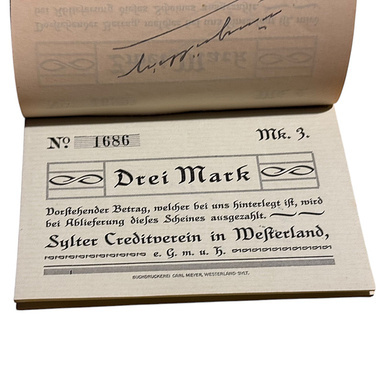 No 1686 Mk. 3.
Drei Mark
Vorstehender Betrag, welcher bei uns hinterlegt ist, wird
bei Ablieferung dieses Scheines ausgezahlt.
Sylter Creditverein in Westerland,
e. G. m. u. H.
BUCHDRUCKEREI CARL MEYER, WESTERLAND-SYLT.